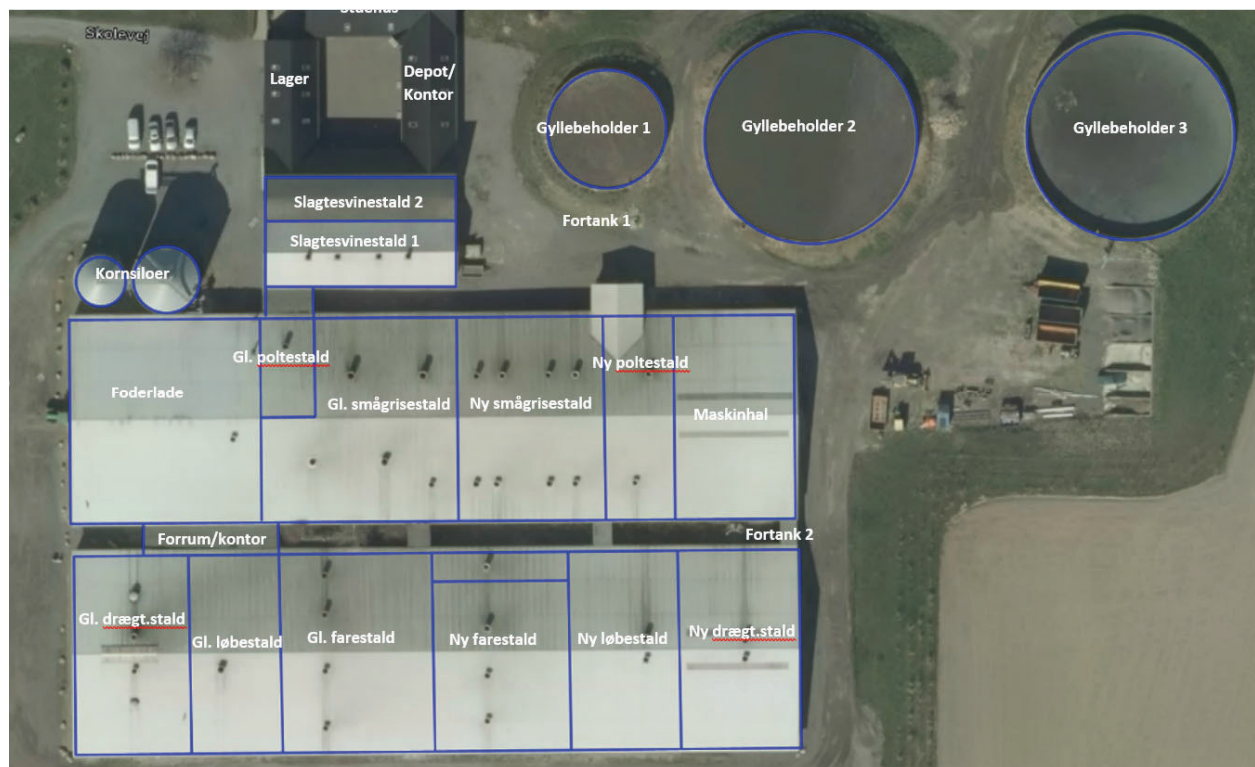 Stuehus
Skolevej
Lager
Depot/
Kontor
Gyllebeholder 1
Gyllebeholder 2
Gyllebeholder 3
Slagtesvinestald 2
Fortank 1
Slagtesvinestald 1
Kornsiloer
Gl. poltestald
Ny poltestald
Foderlade
Gl. smågrisestald
Ny smågrisestald
Maskinhal
Forrum/kontor
Fortank 2
Gl. drægt.stald
Gl. løbestald
Gl. farestald
Ny farestald
Ny løbestald
Ny drægt.stald